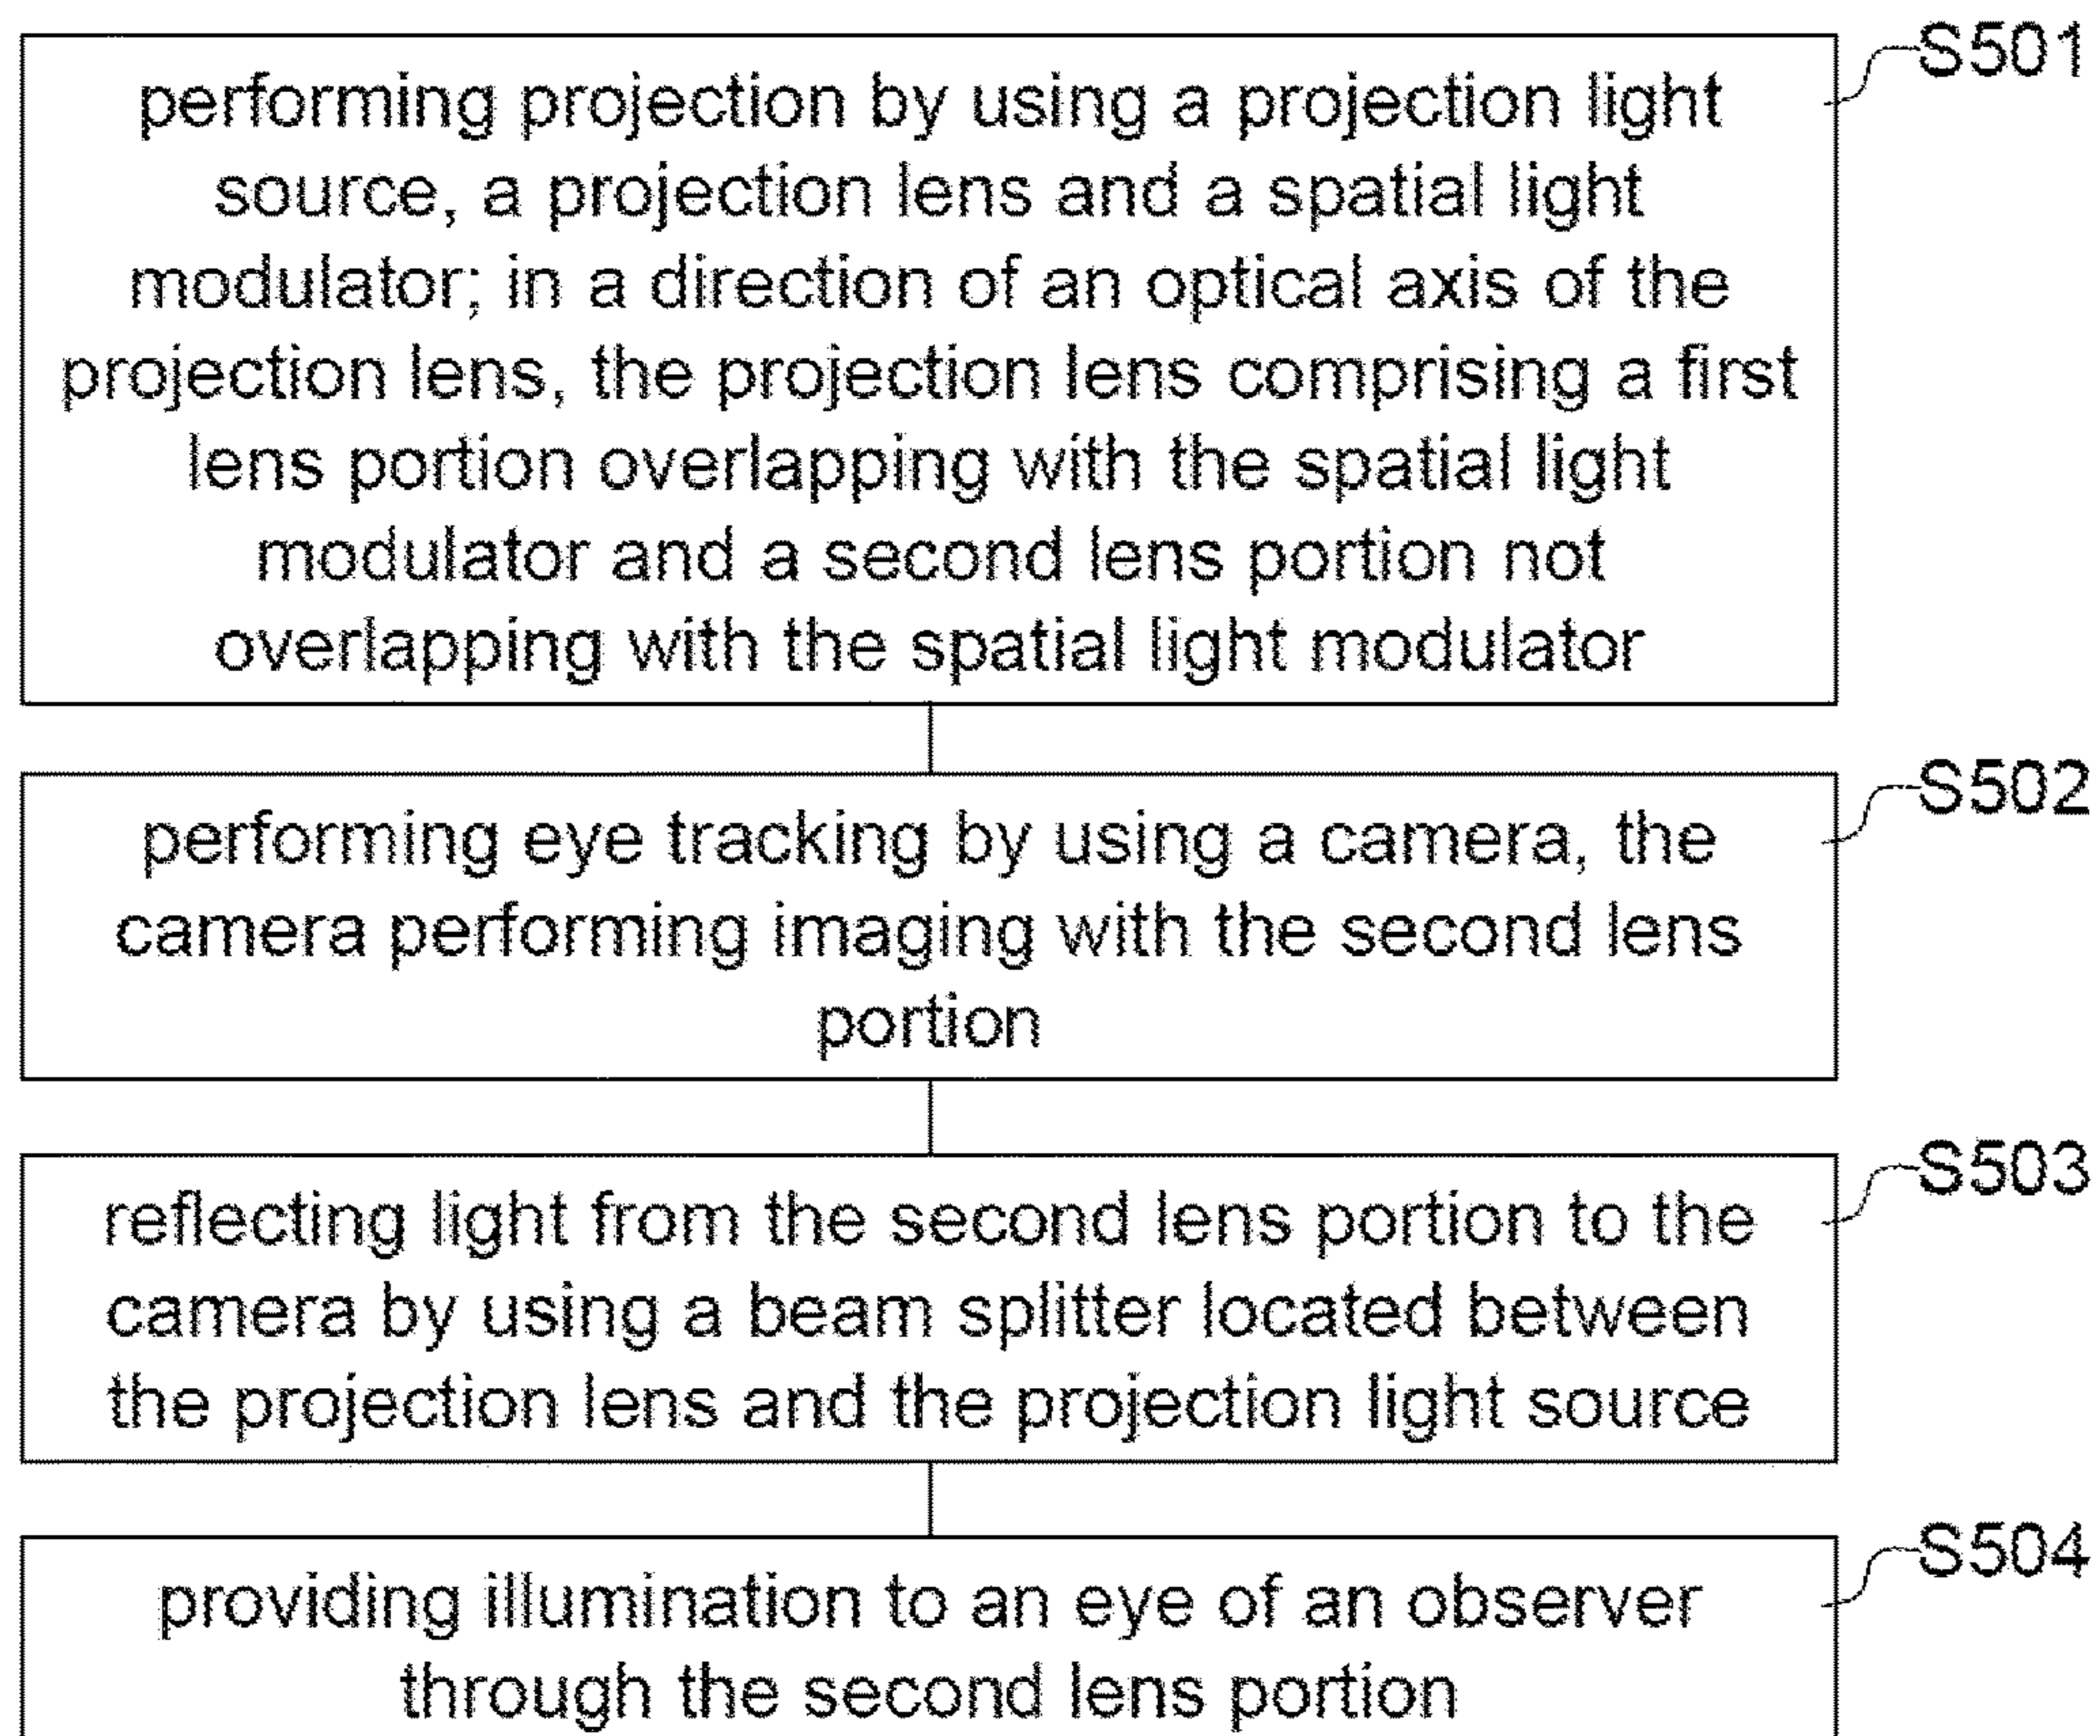 S501
performing projection by using a projection light
source, a projection lens and a spatial light
modulator; in a direction of an optical axis of the
projection lens, the projection lens comprising a first
lens portion overlapping with the spatial light
modulator and a second lens portion not
overlapping with the spatial light modulator
S502
performing eye tracking by using a camera, the
camera performing imaging with the second lens
portion
S503
reflecting light from the second lens portion to the
camera by using a beam splitter located between
the projection lens and the projection light source
S504
providing illumination to an eye of an observer
through the second lens portion